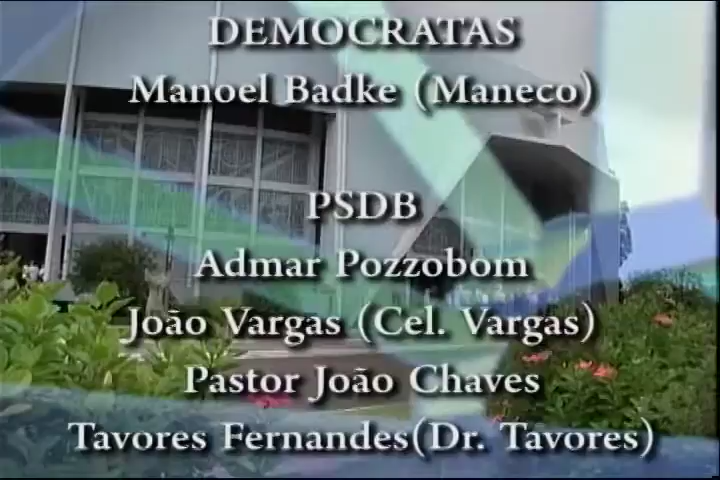 DEMOCRATAS
Manoel Badke (Maneco)
PSDB
Admar Pozzobom
João Vargas (Cel. Vargas)
Pastor João Chaves
Tavores Fernandes(Dr. Tavores)